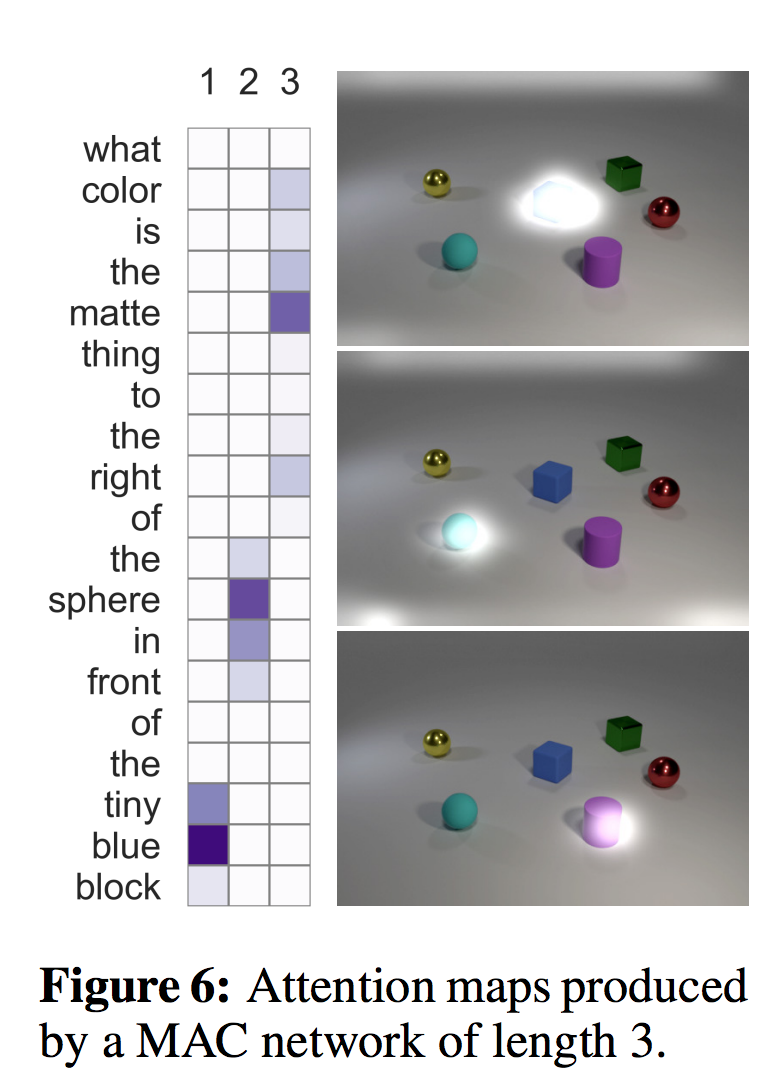 1 2 3
what
color
is
the
matte
thing
to
the
right
of
the
sphere
in
front
of
the
tiny
blue
block
Figure 6: Attention maps produced
by a MAC network of length 3.